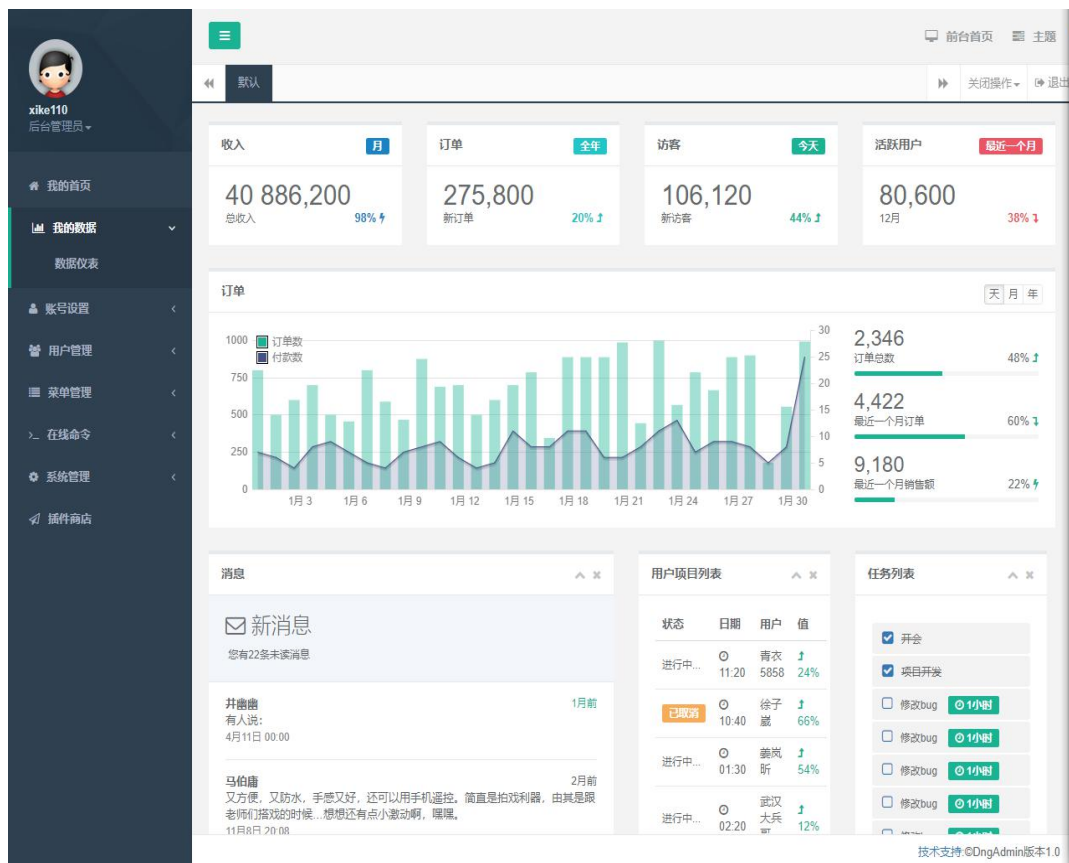 xike110
后台管理员
我的首页
我的数据
数据仪表
账号设置
用户管理
菜单管理
>_ 在线命令
系统管理
插件商店
前台首页 主题
默认 关闭操作 退出
收入 月
40 886,200
总收入 98%
订单 全年
275,800
新订单 20%
访客 今天
106,120
新访客 44%
活跃用户 最近一个月
80,600
12月 38%
订单 天 月 年
订单数
付款数
1000
750
500
250
0
30
25
20
15
10
5
0
1月 3 1月 6 1月 9 1月 12 1月 15 1月 18 1月 21 1月 24 1月 27 1月 30
2,346
订单总数 48%
4,422
最近一个月订单 60%
9,180
最近一个月销售额 22%
消息
新消息
您有22条未读消息
井幽幽 1月前
有人说：
4月11日 00:00
马伯庸 2月前
又方便，又防水，手感又好，还可以用手机遥控。简直是拍戏利器，由其是跟
老师们搭戏的时候...想想还有点小激动啊，嘿嘿。
11月8日 20:08
用户项目列表
状态 日期 用户 值
进行中... 11:20 青衣5858 24%
已取消 10:40 徐子崴 66%
进行中... 01:30 姜岚昕 54%
进行中... 02:20 武汉大兵哥 12%
任务列表
开会
项目开发
修改bug 1小时
修改bug 1小时
修改bug 1小时
修改bug 1小时
技术支持:©DngAdmin版本1.0